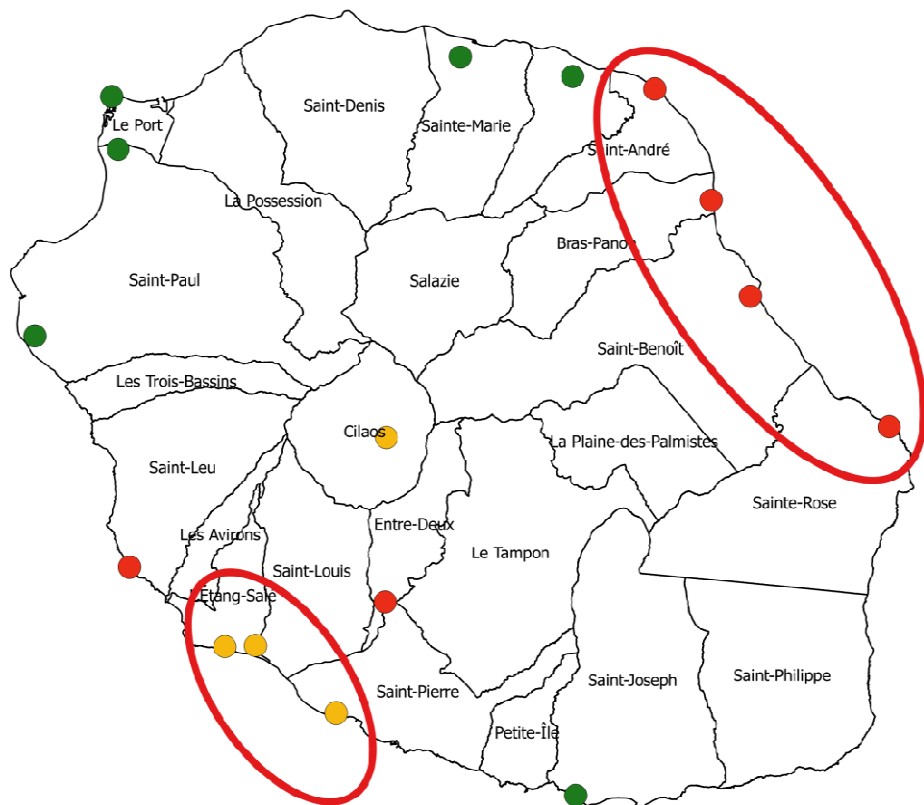 Saint-Denis
Le Port
Sainte-Marie
Saint-André
La Possession
Bras-Panon
Saint-Paul
Salazie
Saint-Benoît
Les Trois-Bassins
Cilaos
La Plaine-des-Palmistes
Saint-Leu
Sainte-Rose
Entre-Deux
Les Avirons
Le Tampon
Saint-Louis
L'Étang-Salé
Saint-Joseph
Saint-Philippe
Saint-Pierre
Petite-Île